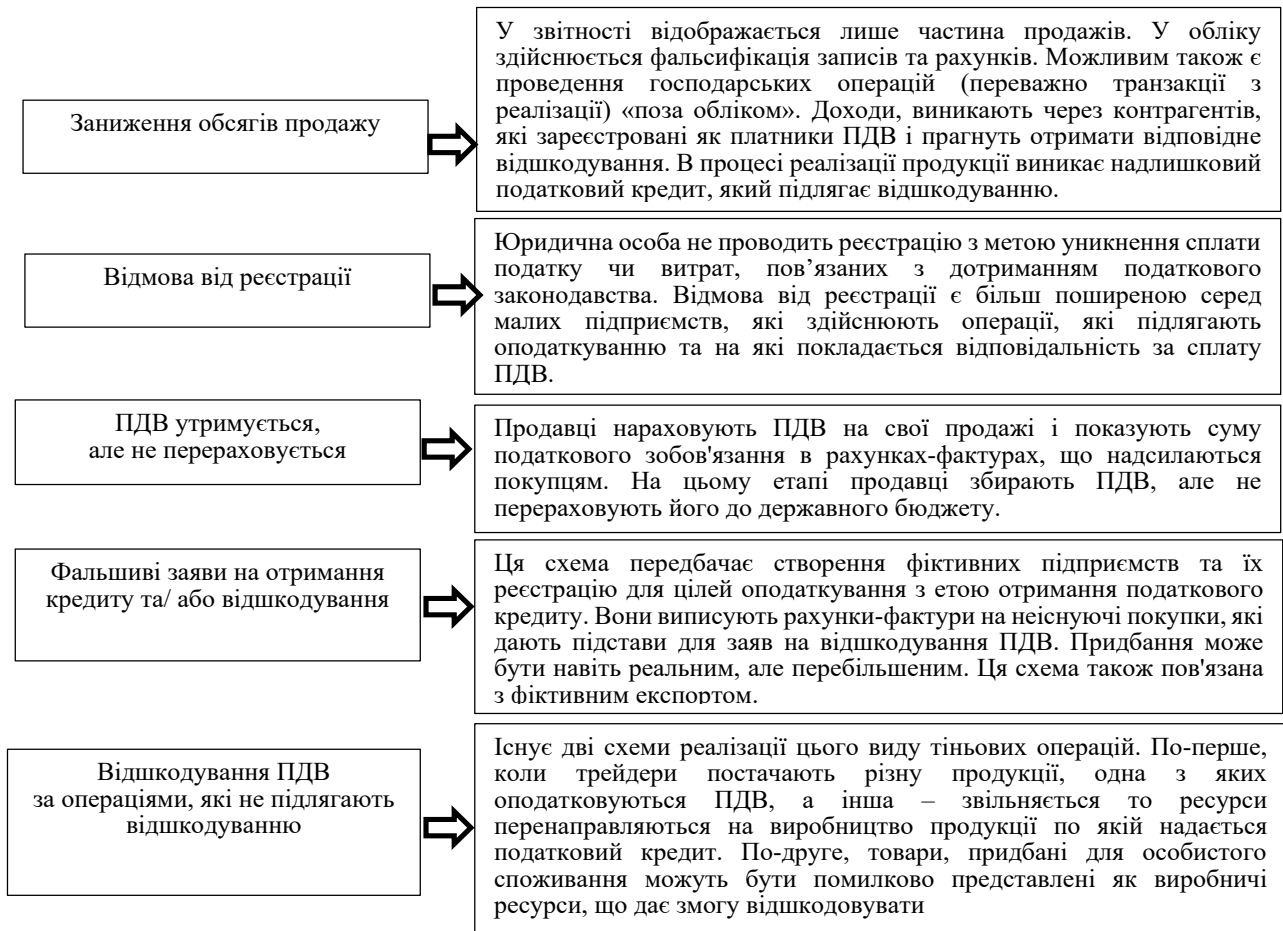 Заниження обсягів продажу
У звітності відображається лише частина продажів. У обліку
здійснюється фальсифікація записів та рахунків. Можливим також є
проведення господарських операцій (переважно транзакції з
реалізації) «поза обліком». Доходи, виникають через контрагентів,
які зареєстровані як платники ПДВ і прагнуть отримати відповідне
відшкодування. В процесі реалізації продукції виникає надлишковий
податковий кредит, який підлягає відшкодуванню.
Відмова від реєстрації
Юридична особа не проводить реєстрацію з метою уникнення сплати
податку чи витрат, пов’язаних з дотриманням податкового
законодавства. Відмова від реєстрації є більш поширеною серед
малих підприємств, які здійснюють операції, які підлягають
оподаткуванню та на які покладається відповідальність за сплату
ПДВ.
ПДВ утримується,
але не перераховується
Продавці нараховують ПДВ на свої продажі і показують суму
податкового зобов'язання в рахунках-фактурах, що надсилаються
покупцям. На цьому етапі продавці збирають ПДВ, але не
перераховують його до державного бюджету.
Фальшиві заяви на отримання
кредиту та/ або відшкодування
Ця схема передбачає створення фіктивних підприємств та їх
реєстрацію для цілей оподаткування з етою отримання податкового
кредиту. Вони виписують рахунки-фактури на неіснуючі покупки, які
дають підстави для заяв на відшкодування ПДВ. Придбання може
бути навіть реальним, але перебільшеним. Ця схема також пов'язана
з фіктивним експортом.
Відшкодування ПДВ
за операціями, які не підлягають
відшкодуванню
Існує дві схеми реалізації цього виду тіньових операцій. По-перше,
коли трейдери постачають різну продукції, одна з яких
оподатковуються ПДВ, а інша – звільняється то ресурси
перенаправляються на виробництво продукції по якій надається
податковий кредит. По-друге, товари, придбані для особистого
споживання можуть бути помилково представлені як виробничі
ресурси, що дає змогу відшкодовувати